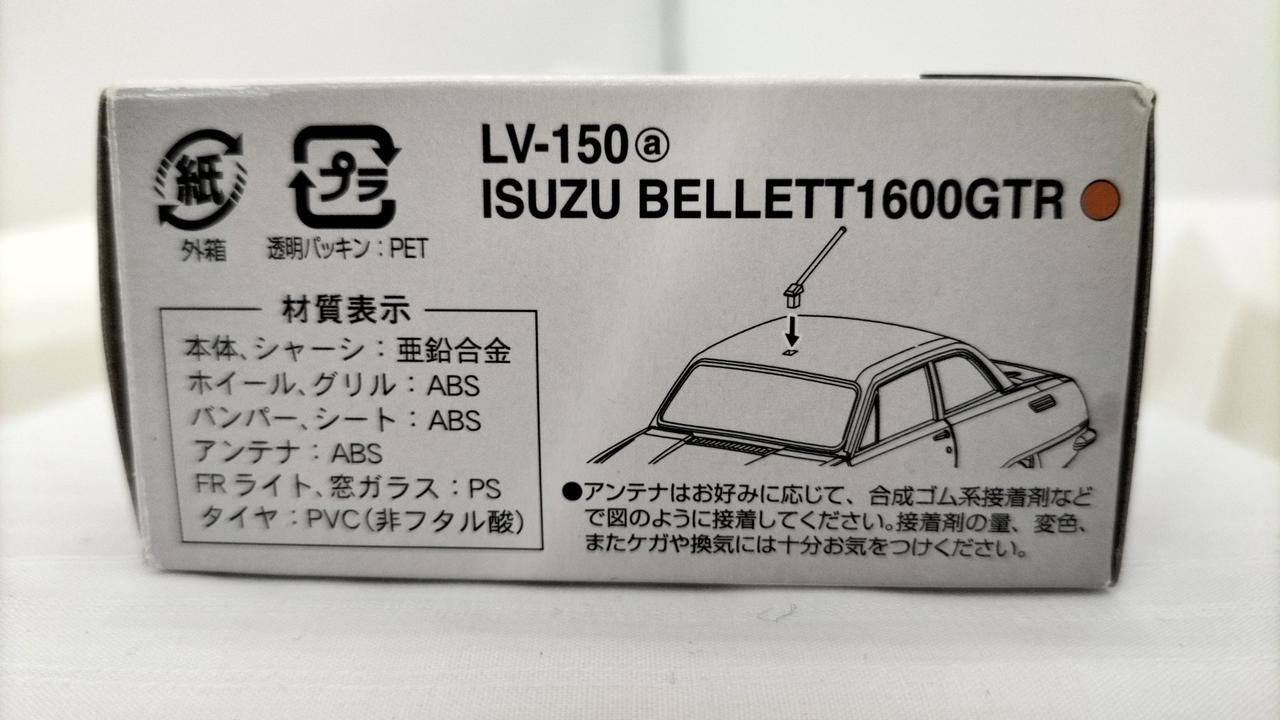 LV-150ⓐ
ISUZU BELLETT1600GTR
紙
プラ
外箱
透明パッキン：PET
材質表示
本体、シャーシ：亜鉛合金
ホイール、グリル：ABS
バンパー、シート：ABS
アンテナ：ABS
FRライト、窓ガラス：PS
タイヤ：PVC（非フタル酸）
●アンテナはお好みに応じて、合成ゴム系接着剤など
で図のように接着してください。接着剤の量、変色、
またケガや換気には十分お気をつけください。